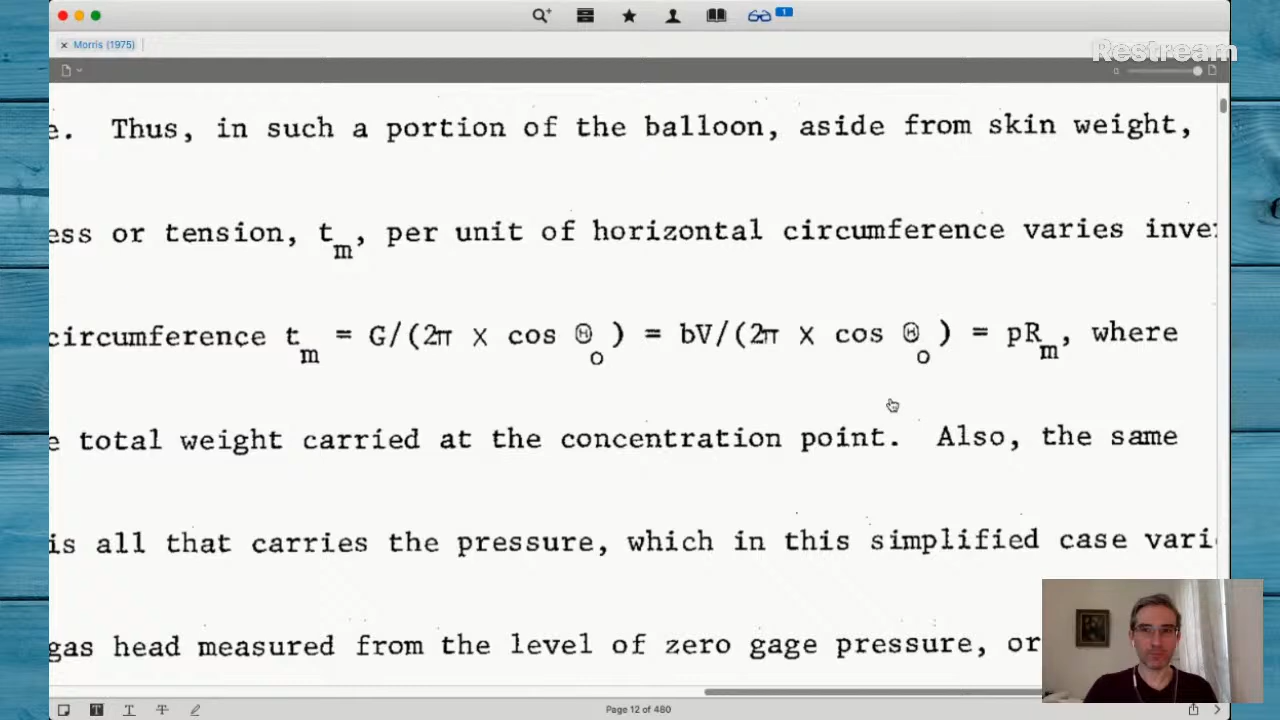 Morris (1975)
Restream
1
e. Thus, in such a portion of the balloon, aside from skin weight,
ess or tension, t_m, per unit of horizontal circumference varies inve
circumference t_m = G/(2π x cos Θ_o) = bV/(2π x cos Θ_o) = pR_m, where
e total weight carried at the concentration point. Also, the same
is all that carries the pressure, which in this simplified case vari
gas head measured from the level of zero gage pressure, or
Page 12 of 480